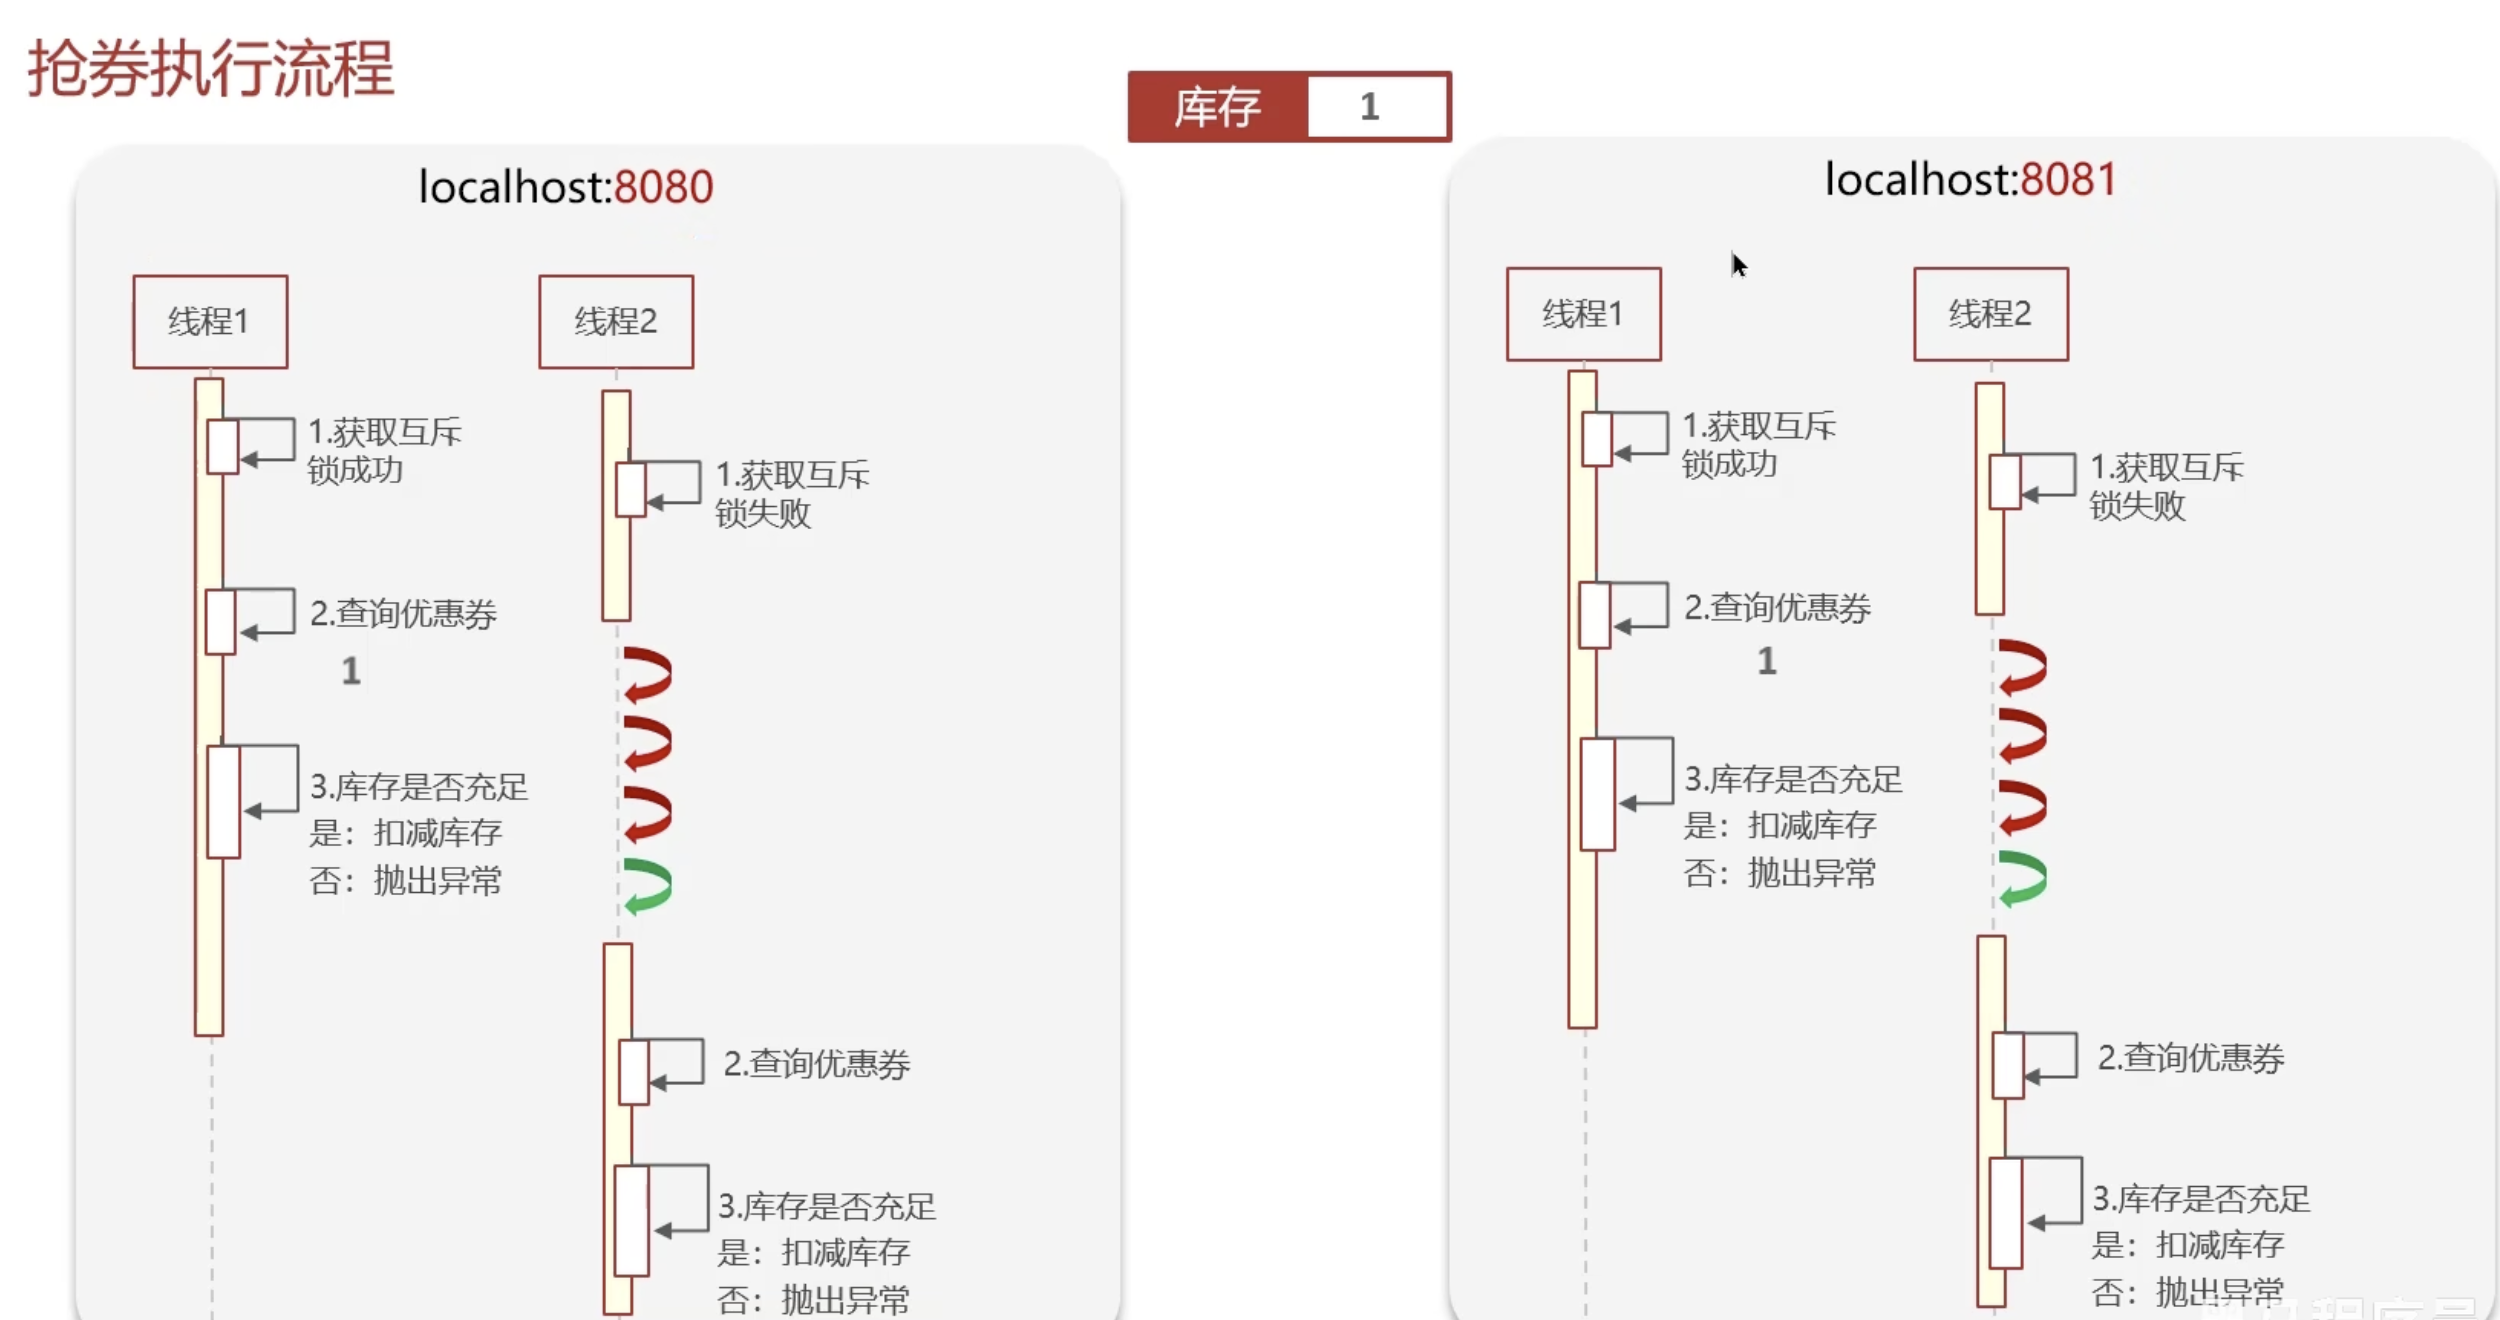 抢券执行流程
库存 1
localhost:8080
线程1
线程2
1.获取互斥
锁成功
1.获取互斥
锁失败
2.查询优惠券
1
3.库存是否充足
是：扣减库存
否：抛出异常
2.查询优惠券
3.库存是否充足
是：扣减库存
否：抛出异常
localhost:8081
线程1
线程2
1.获取互斥
锁成功
1.获取互斥
锁失败
2.查询优惠券
1
3.库存是否充足
是：扣减库存
否：抛出异常
2.查询优惠券
3.库存是否充足
是：扣减库存
否：抛出异常